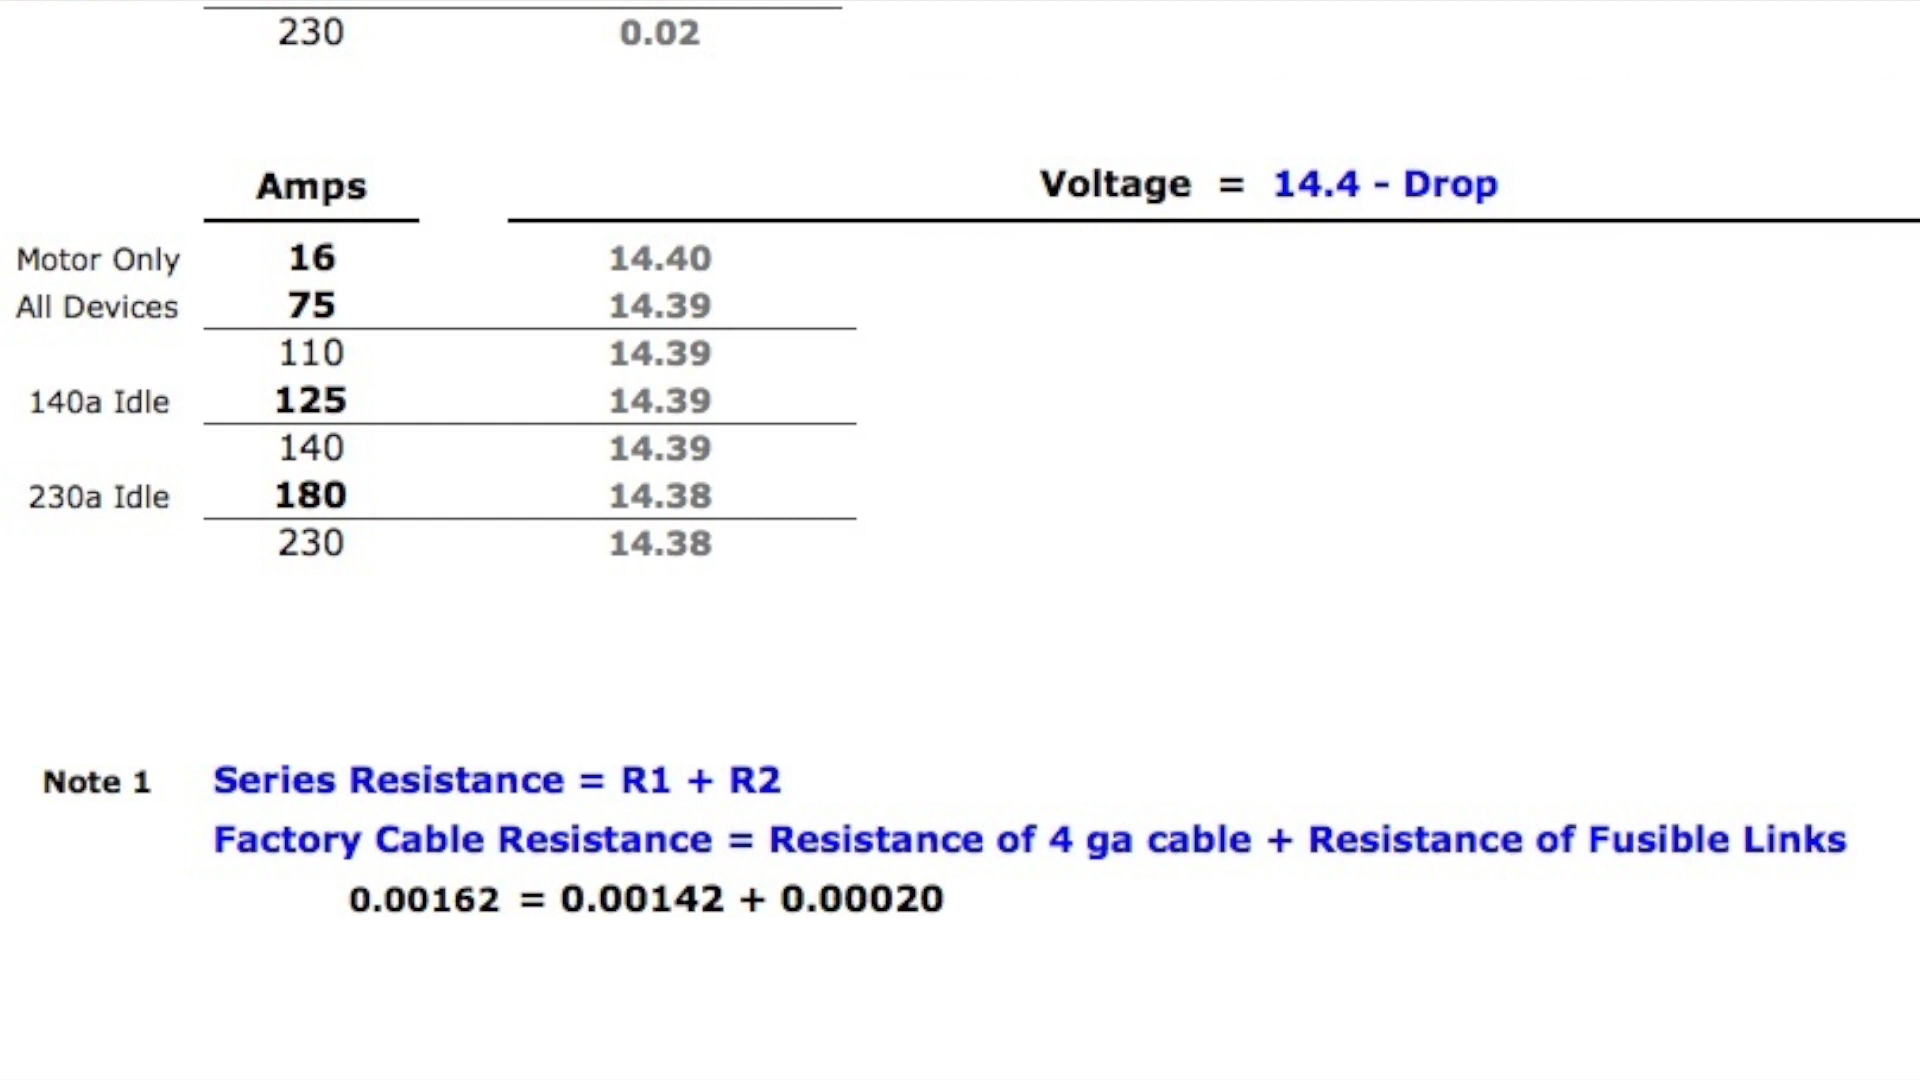 230 0.02
Amps Voltage = 14.4 - Drop
Motor Only 16 14.40
All Devices 75 14.39
110 14.39
140a Idle 125 14.39
140 14.39
230a Idle 180 14.38
230 14.38
Note 1 Series Resistance = R1 + R2
Factory Cable Resistance = Resistance of 4 ga cable + Resistance of Fusible Links
0.00162 = 0.00142 + 0.00020